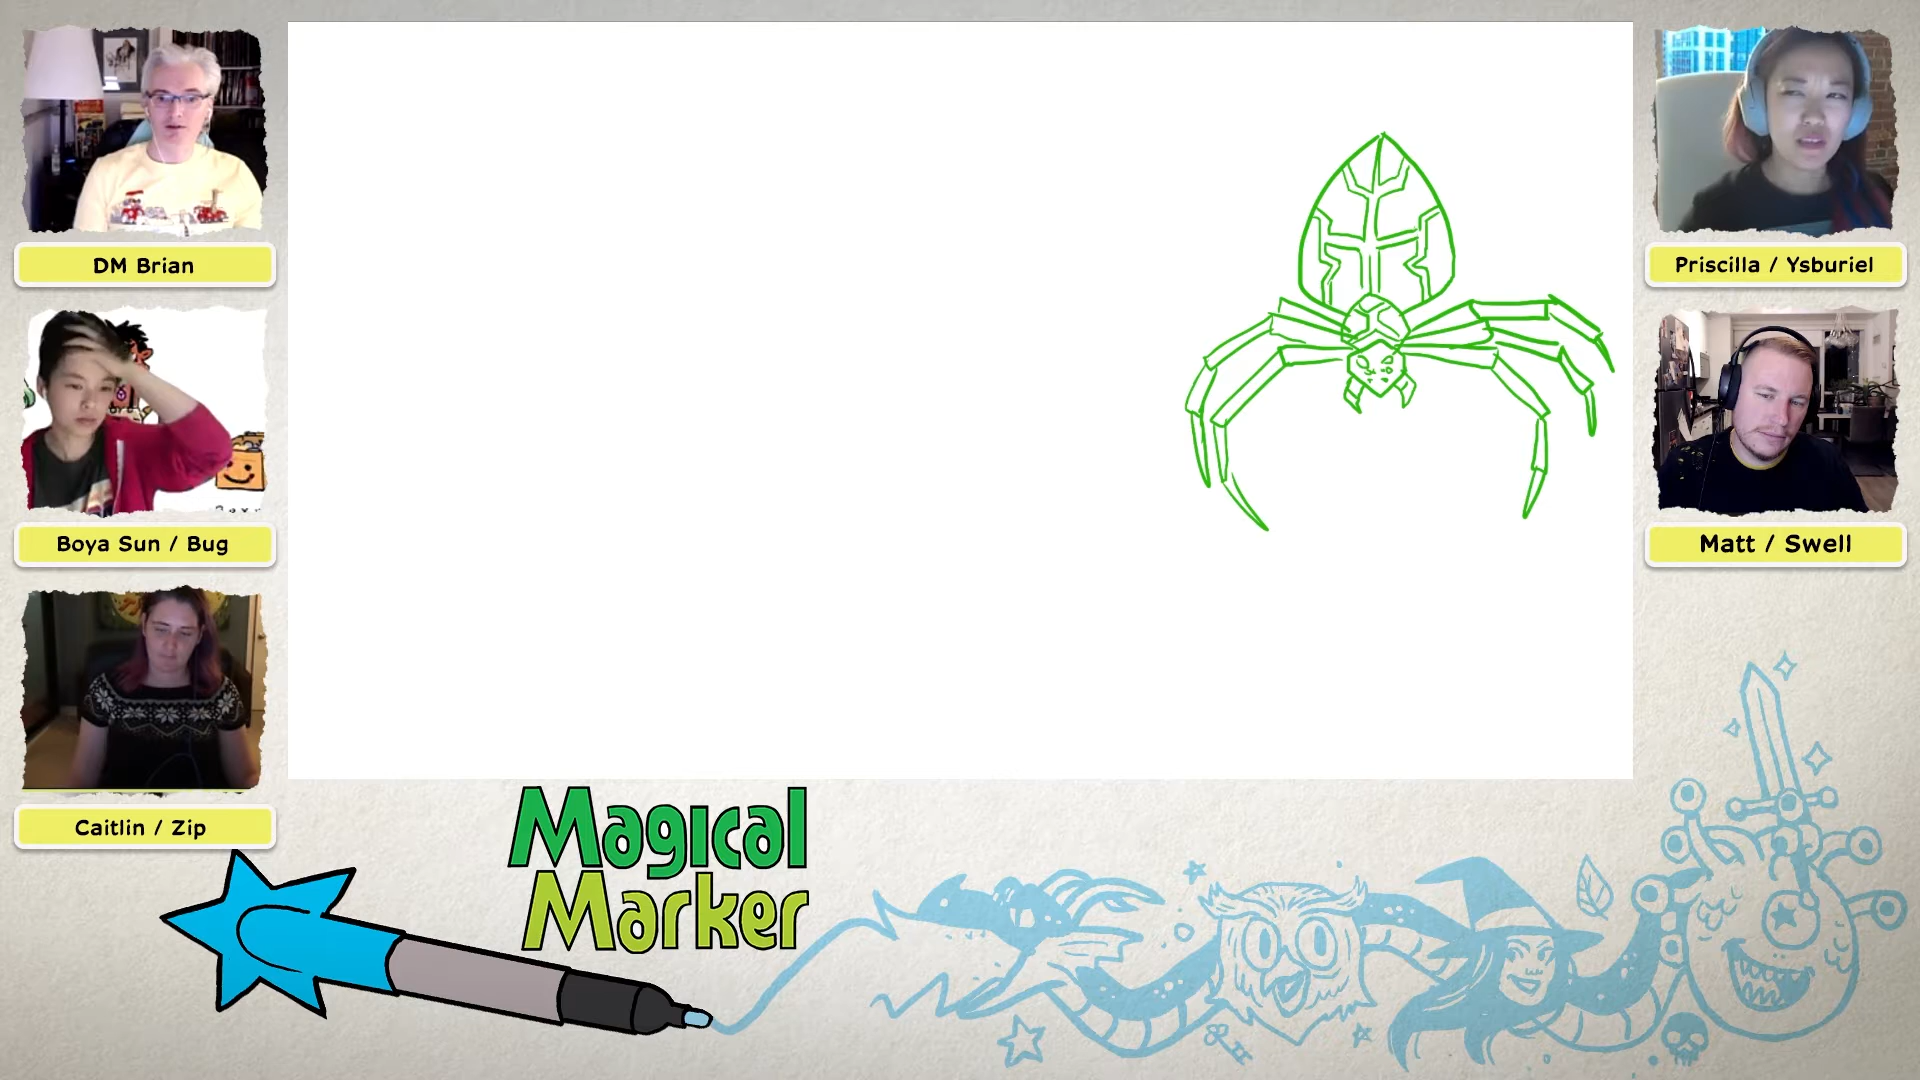 DM Brian
Priscilla / Ysburiel
Boya Sun / Bug
Matt / Swell
Caitlin / Zip
Magical
Marker